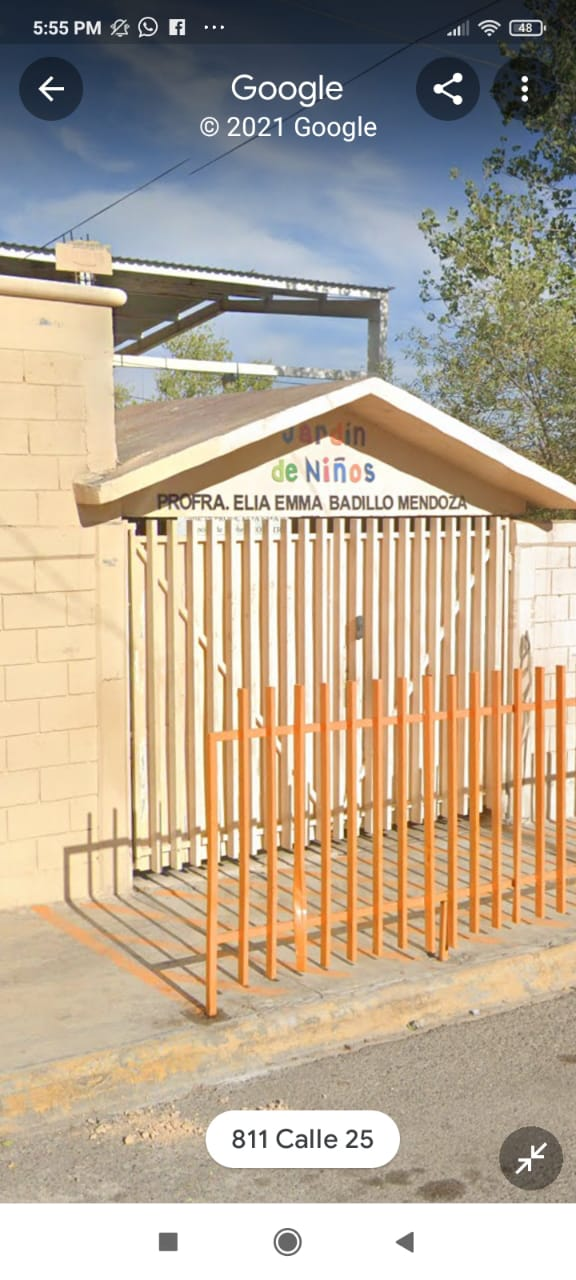 5:55 PM
48
Google
© 2021 Google
Jardín
de Niños
PROFRA. ELIA EMMA BADILLO MENDOZA
811 Calle 25